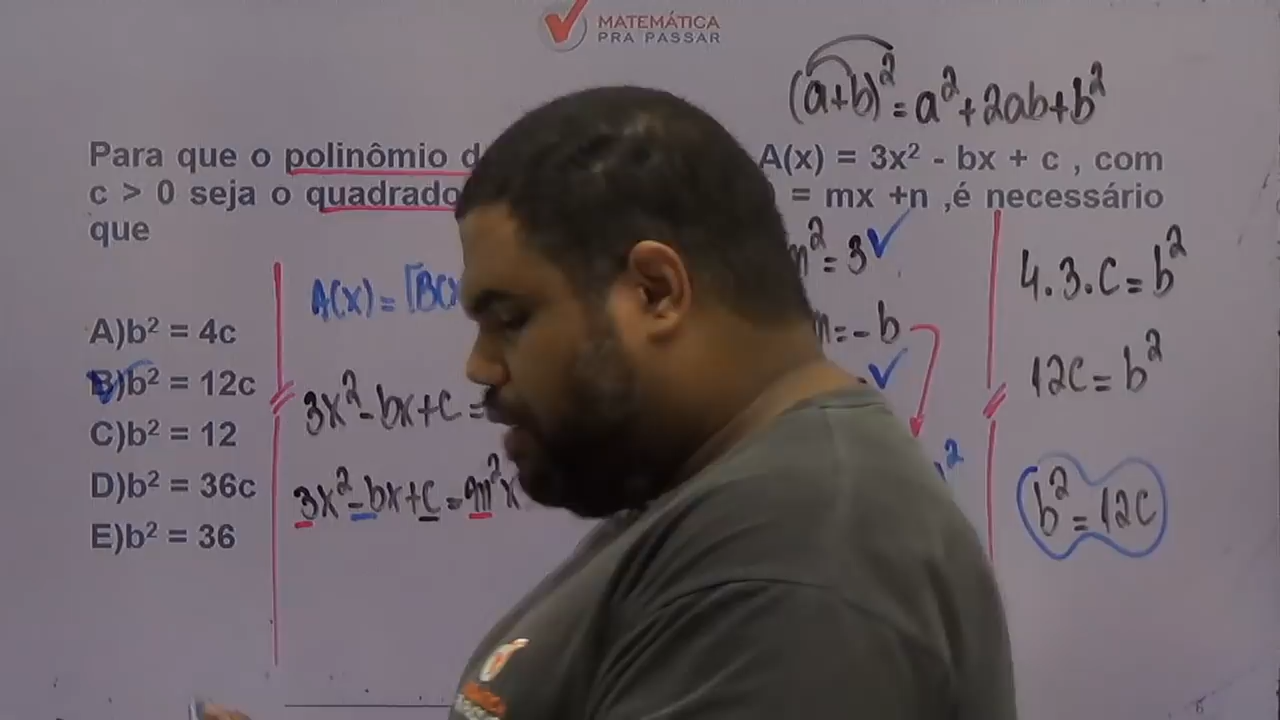 MATEMÁTICA
PRA PASSAR
(a+b)² = a² + 2ab + b²
Para que o polinômio A(x) = 3x² - bx + c , com
c > 0 seja o quadrado = mx +n ,é necessário
que
A)b² = 4c
B)b² = 12c
C)b² = 12
D)b² = 36c
E)b² = 36
A(x) = [B(x
3x² - bx + c =
3x² - bx + c = m²x
² = 3
= - b
4.3.c = b²
12c = b²
b² = 12c